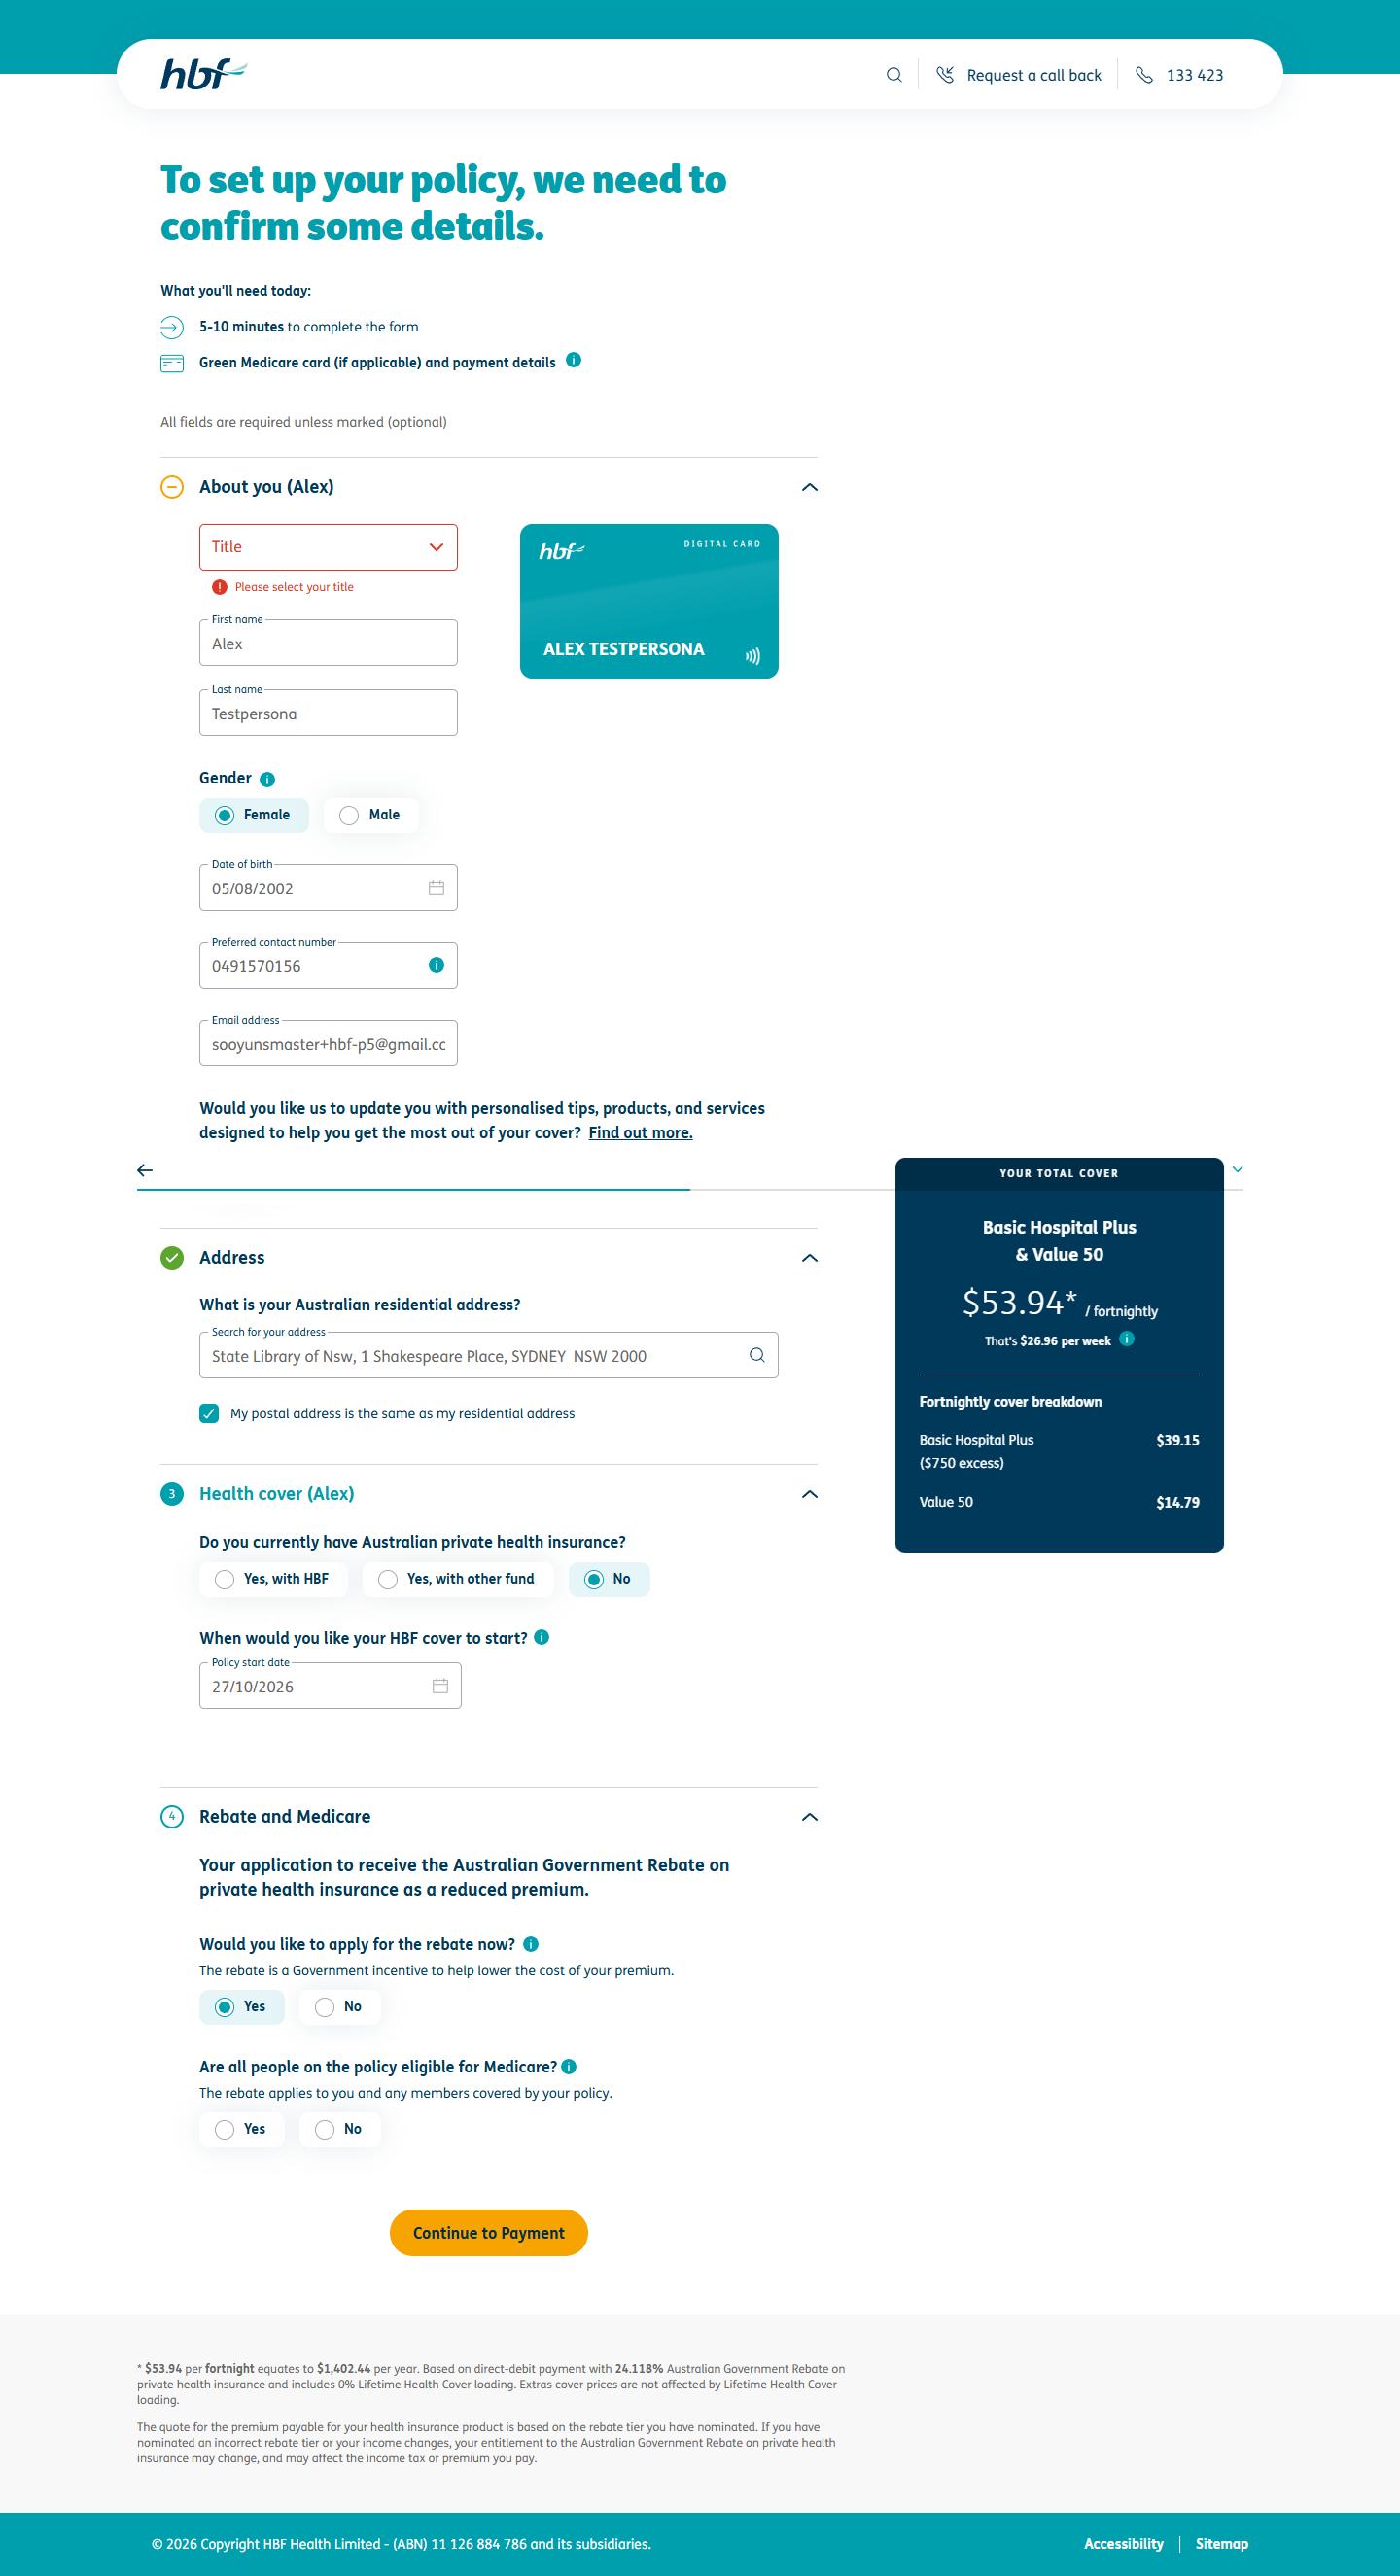 hbf
Request a call back
133 423
To set up your policy, we need to
confirm some details.
What you'll need today:
5-10 minutes to complete the form
Green Medicare card (if applicable) and payment details
All fields are required unless marked (optional)
About you (Alex)
Title
Please select your title
hbf
DIGITAL CARD
ALEX TESTPERSONA
First name
Alex
Last name
Testpersona
Gender
Female
Male
Date of birth
05/08/2002
Preferred contact number
0491570156
Email address
sooyunsmaster+hbf-p5@gmail.cc
Would you like us to update you with personalised tips, products, and services
designed to help you get the most out of your cover? Find out more.
Address
What is your Australian residential address?
Search for your address
State Library of Nsw, 1 Shakespeare Place, SYDNEY  NSW 2000
My postal address is the same as my residential address
YOUR TOTAL COVER
Basic Hospital Plus
& Value 50
$53.94* / fortnightly
That's $26.96 per week
Fortnightly cover breakdown
Basic Hospital Plus $39.15
($750 excess)
Value 50 $14.79
3 Health cover (Alex)
Do you currently have Australian private health insurance?
Yes, with HBF
Yes, with other fund
No
When would you like your HBF cover to start?
Policy start date
27/10/2026
4 Rebate and Medicare
Your application to receive the Australian Government Rebate on
private health insurance as a reduced premium.
Would you like to apply for the rebate now?
The rebate is a Government incentive to help lower the cost of your premium.
Yes
No
Are all people on the policy eligible for Medicare?
The rebate applies to you and any members covered by your policy.
Yes
No
Continue to Payment
* $53.94 per fortnight equates to $1,402.44 per year. Based on direct-debit payment with 24.118% Australian Government Rebate on
private health insurance and includes 0% Lifetime Health Cover loading. Extras cover prices are not affected by Lifetime Health Cover
loading.
The quote for the premium payable for your health insurance product is based on the rebate tier you have nominated. If you have
nominated an incorrect rebate tier or your income changes, your entitlement to the Australian Government Rebate on private health
insurance may change, and may affect the income tax or premium you pay.
© 2026 Copyright HBF Health Limited - (ABN) 11 126 884 786 and its subsidiaries.
Accessibility
Sitemap